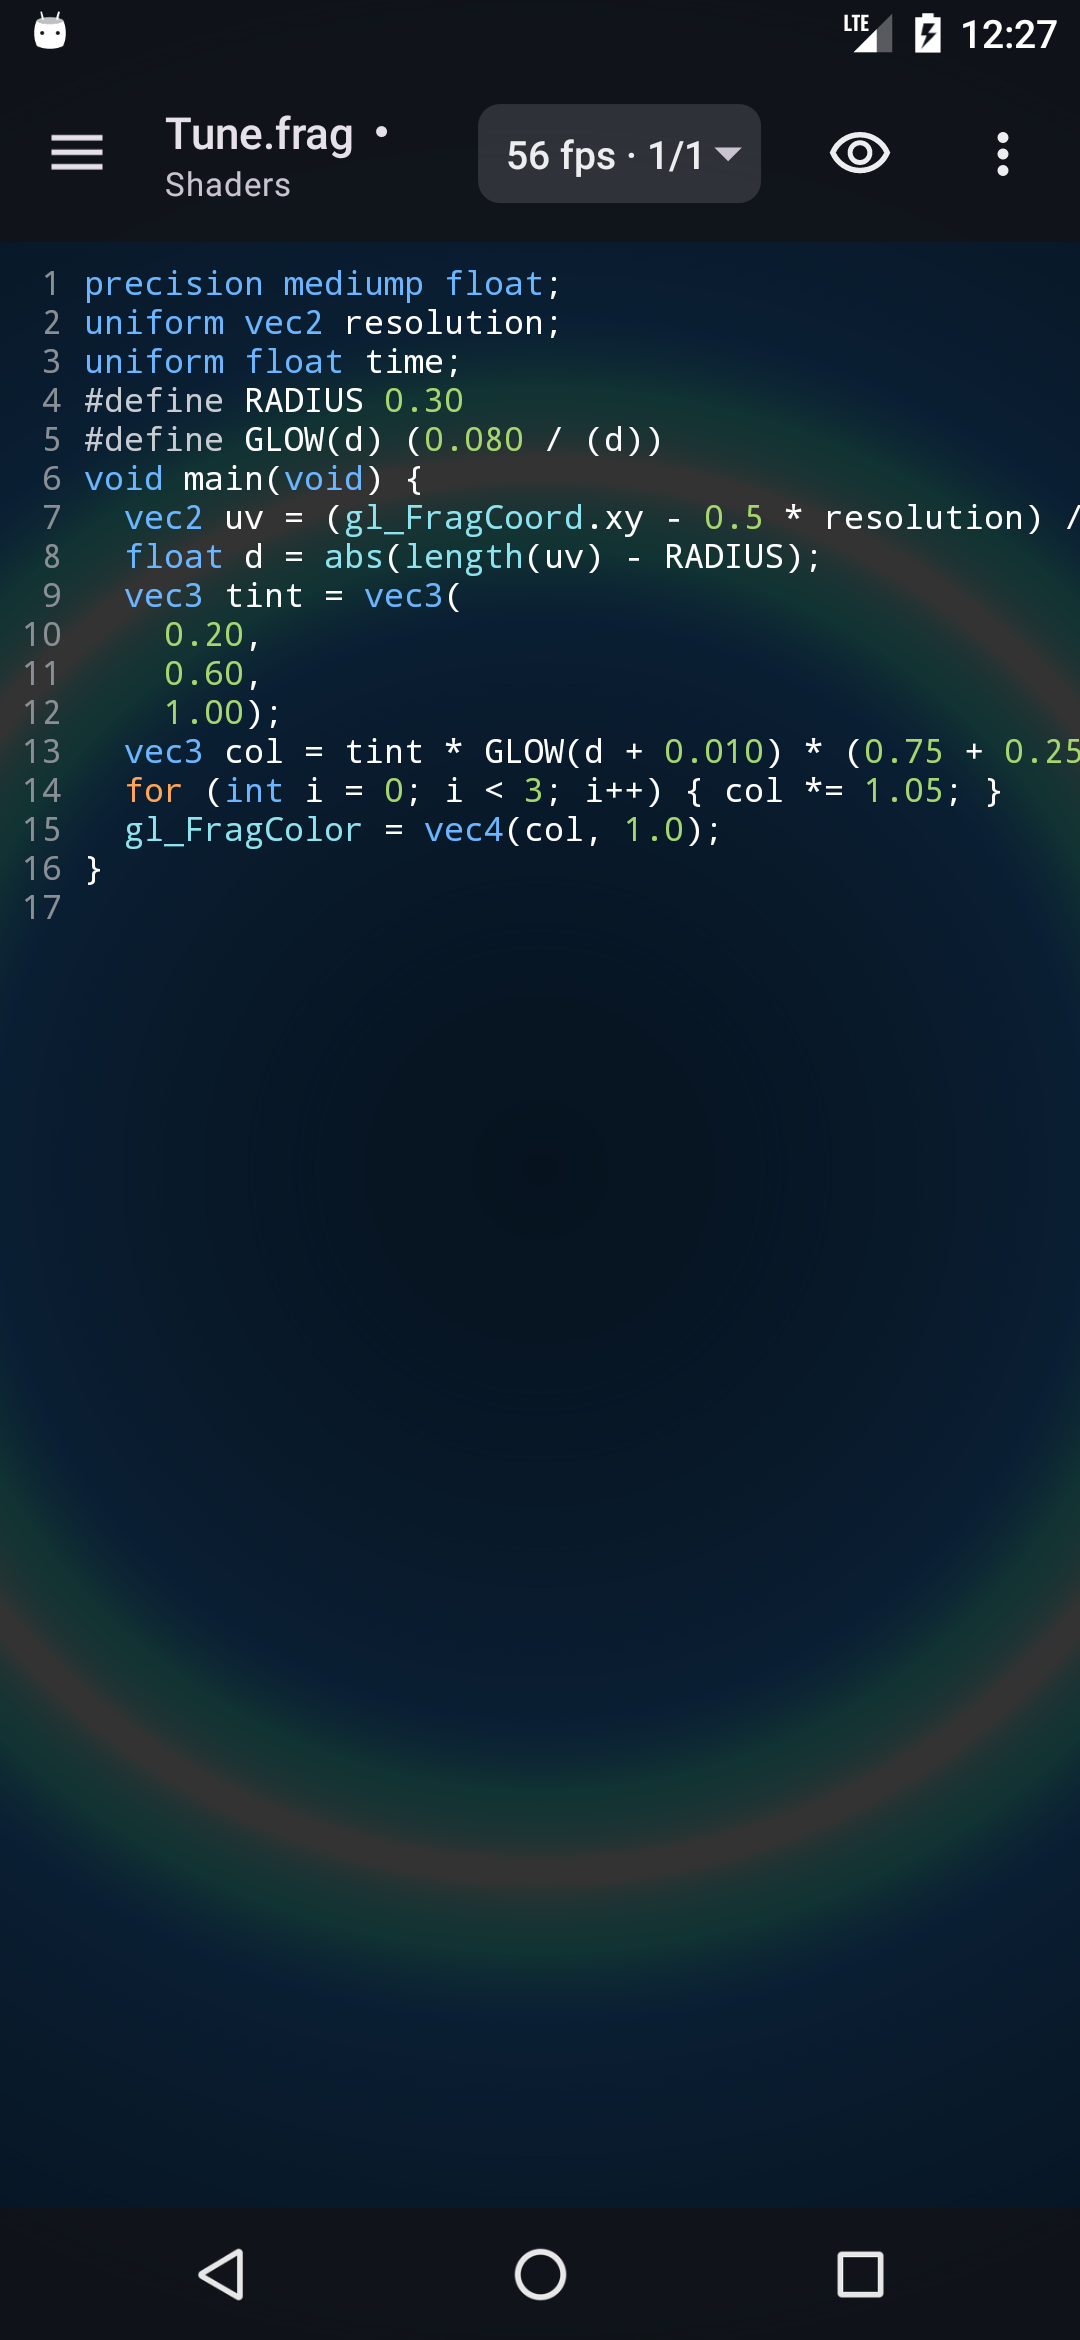 LTE 12:27
Tune.frag •
Shaders
56 fps · 1/1
1 precision mediump float;
2 uniform vec2 resolution;
3 uniform float time;
4 #define RADIUS 0.30
5 #define GLOW(d) (0.080 / (d))
6 void main(void) {
7 vec2 uv = (gl_FragCoord.xy - 0.5 * resolution) /
8 float d = abs(length(uv) - RADIUS);
9 vec3 tint = vec3(
10 0.20,
11 0.60,
12 1.00);
13 vec3 col = tint * GLOW(d + 0.010) * (0.75 + 0.25
14 for (int i = 0; i < 3; i++) { col *= 1.05; }
15 gl_FragColor = vec4(col, 1.0);
16 }
17